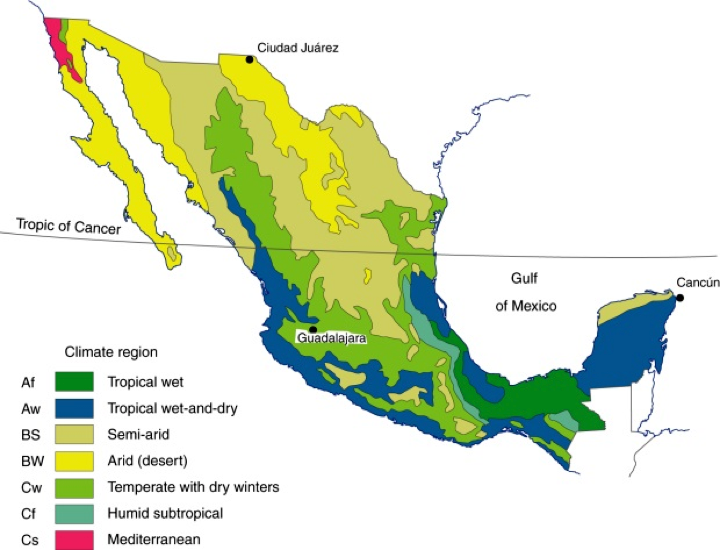 Ciudad Juárez
Tropic of Cancer
Gulf
of Mexico
Cancún
Guadalajara
Climate region
Af Tropical wet
Aw Tropical wet-and-dry
BS Semi-arid
BW Arid (desert)
Cw Temperate with dry winters
Cf Humid subtropical
Cs Mediterranean